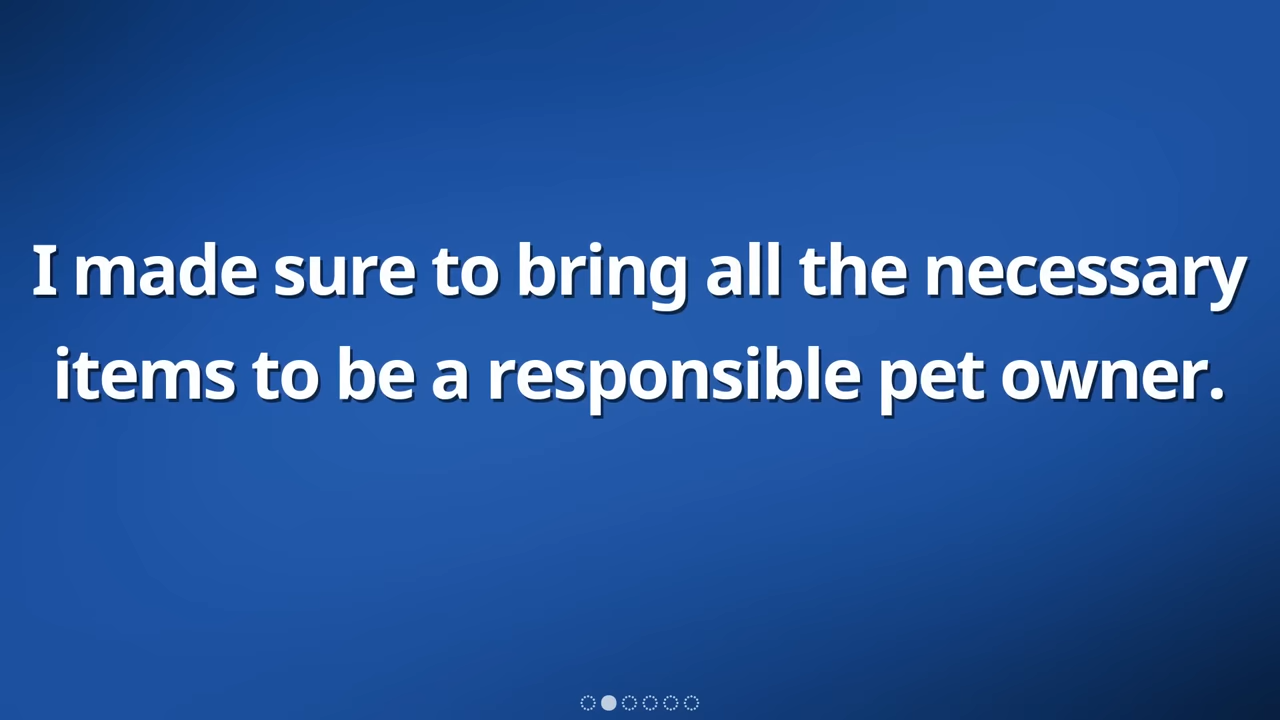 I made sure to bring all the necessary
items to be a responsible pet owner.